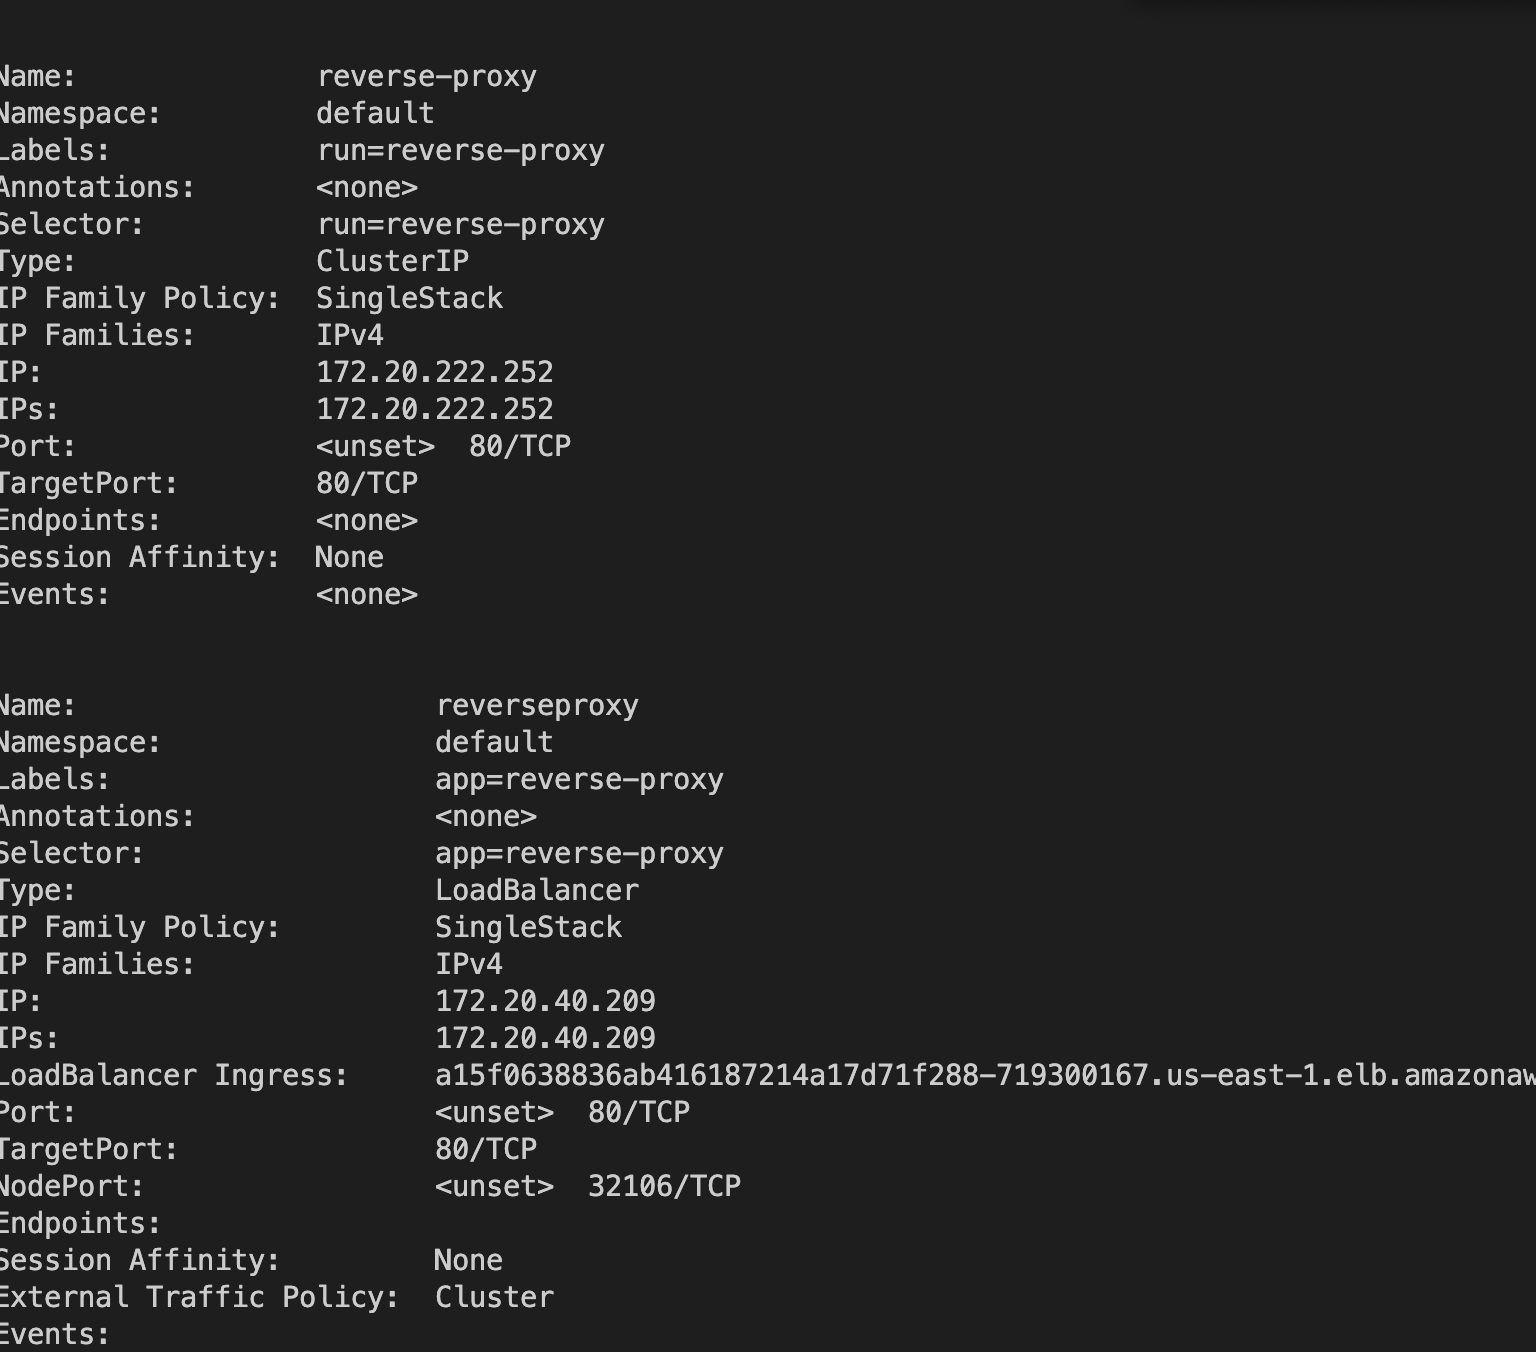 Name:              reverse-proxy
Namespace:         default
Labels:            run=reverse-proxy
Annotations:       <none>
Selector:          run=reverse-proxy
Type:              ClusterIP
IP Family Policy:  SingleStack
IP Families:       IPv4
IP:                172.20.222.252
IPs:               172.20.222.252
Port:              <unset>  80/TCP
TargetPort:        80/TCP
Endpoints:         <none>
Session Affinity:  None
Events:            <none>
Name:                     reverseproxy
Namespace:                default
Labels:                   app=reverse-proxy
Annotations:              <none>
Selector:                 app=reverse-proxy
Type:                     LoadBalancer
IP Family Policy:         SingleStack
IP Families:              IPv4
IP:                       172.20.40.209
IPs:                      172.20.40.209
LoadBalancer Ingress:     a15f0638836ab416187214a17d71f288-719300167.us-east-1.elb.amazonaw
Port:                     <unset>  80/TCP
TargetPort:               80/TCP
NodePort:                 <unset>  32106/TCP
Endpoints:
Session Affinity:         None
External Traffic Policy:  Cluster
Events: